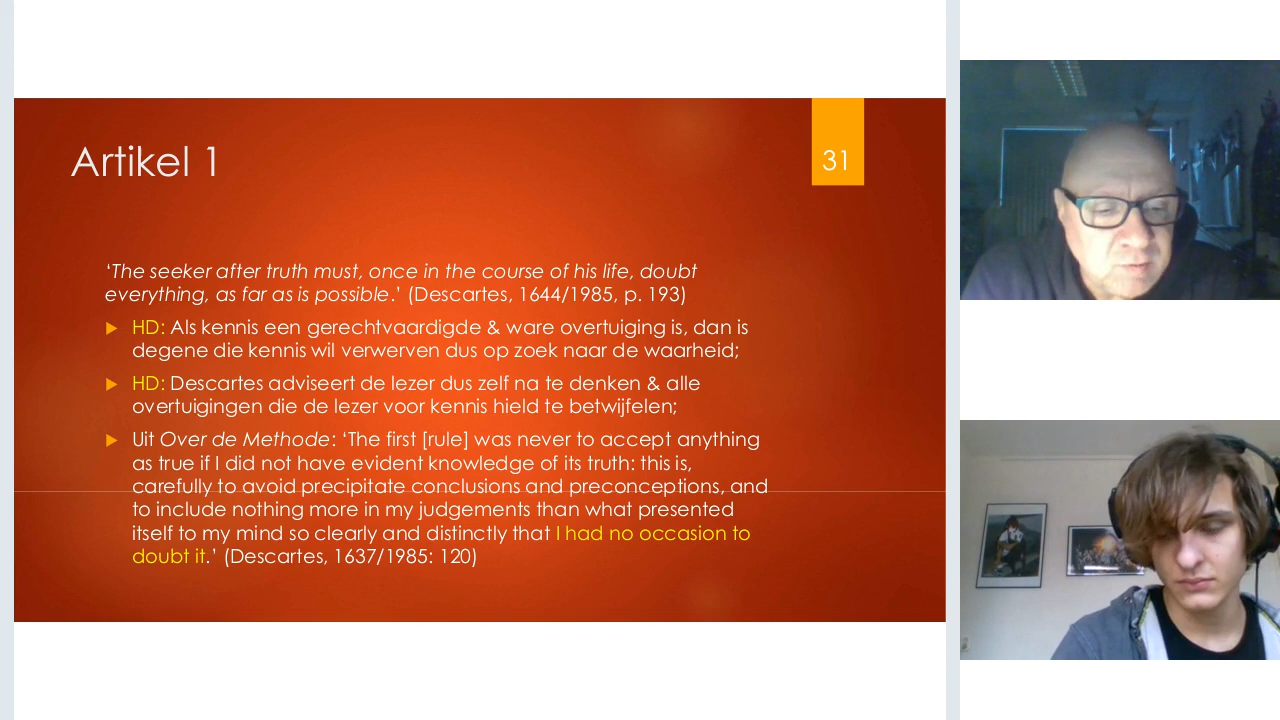 Artikel 1
31
‘The seeker after truth must, once in the course of his life, doubt
everything, as far as is possible.’ (Descartes, 1644/1985, p. 193)
HD: Als kennis een gerechtvaardigde & ware overtuiging is, dan is
degene die kennis wil verwerven dus op zoek naar de waarheid;
HD: Descartes adviseert de lezer dus zelf na te denken & alle
overtuigingen die de lezer voor kennis hield te betwijfelen;
Uit Over de Methode: ‘The first [rule] was never to accept anything
as true if I did not have evident knowledge of its truth: this is,
carefully to avoid precipitate conclusions and preconceptions, and
to include nothing more in my judgements than what presented
itself to my mind so clearly and distinctly that I had no occasion to
doubt it.’ (Descartes, 1637/1985: 120)